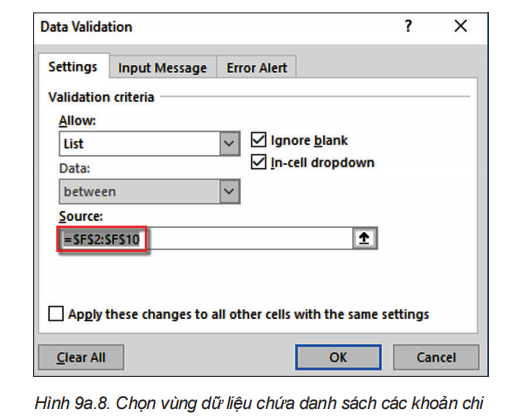 Data Validation ? ×
Settings Input Message Error Alert
Validation criteria
Allow:
List
Ignore blank
Data:
In-cell dropdown
between
Source:
=$F$2:$F$10
Apply these changes to all other cells with the same settings
Clear All OK Cancel
Hình 9a.8. Chọn vùng dữ liệu chứa danh sách các khoản chi